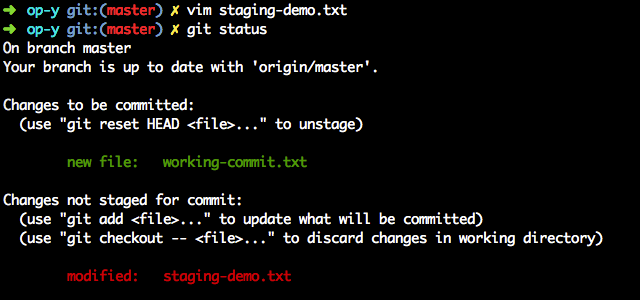 ➜ op-y git:(master) ✗ vim staging-demo.txt
➜ op-y git:(master) ✗ git status
On branch master
Your branch is up to date with 'origin/master'.
Changes to be committed:
(use "git reset HEAD <file>..." to unstage)
new file: working-commit.txt
Changes not staged for commit:
(use "git add <file>..." to update what will be committed)
(use "git checkout -- <file>..." to discard changes in working directory)
modified: staging-demo.txt